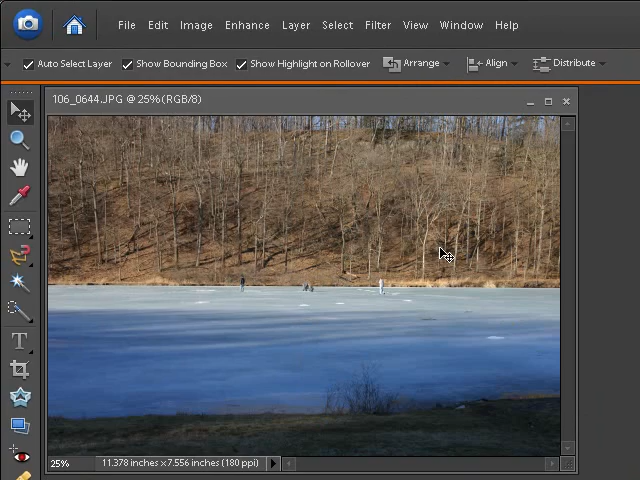 File Edit Image Enhance Layer Select Filter View Window Help
Auto Select Layer Show Bounding Box Show Highlight on Rollover Arrange Align Distribute
106_0644.JPG @ 25%(RGB/8)
T
25% 11.378 inches x 7.556 inches (180 ppi)